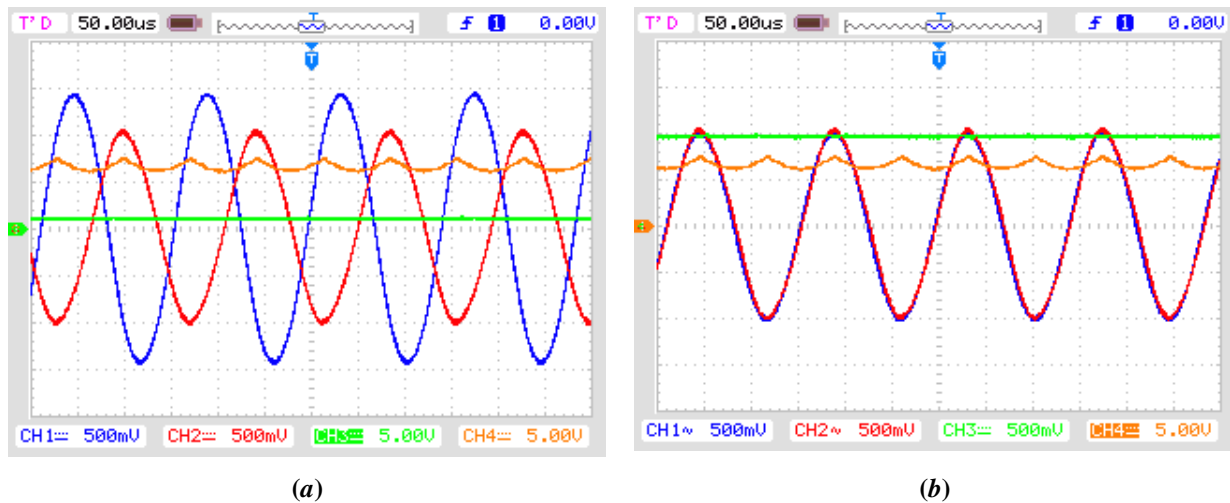 T'D 50.00us T 1 0.00V
T
CH1 500mV CH2 500mV CH3 5.00V CH4 5.00V
(a)
T'D 50.00us T 1 0.00V
T
CH1~ 500mV CH2~ 500mV CH3 500mV CH4 5.00V
(b)